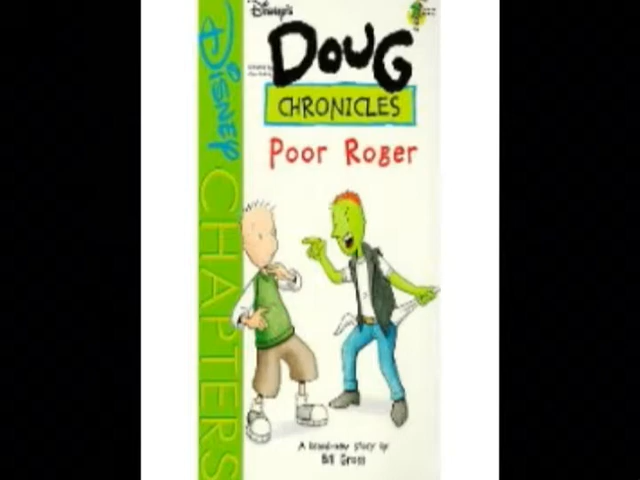 Disney's
DOUG
CHRONICLES
Poor Roger
DISNEY
CHAPTERS
A brand-new story by
Bill Gross